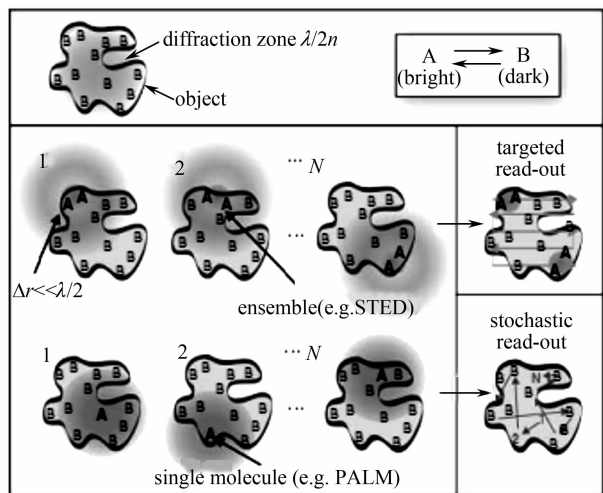 diffraction zone λ/2n
object
A B
(bright) (dark)
1 2 ··· N
Δr<<λ/2
···
ensemble(e.g.STED)
targeted
read-out
1 2 ··· N
···
single molecule (e.g. PALM)
stochastic
read-out
N
2